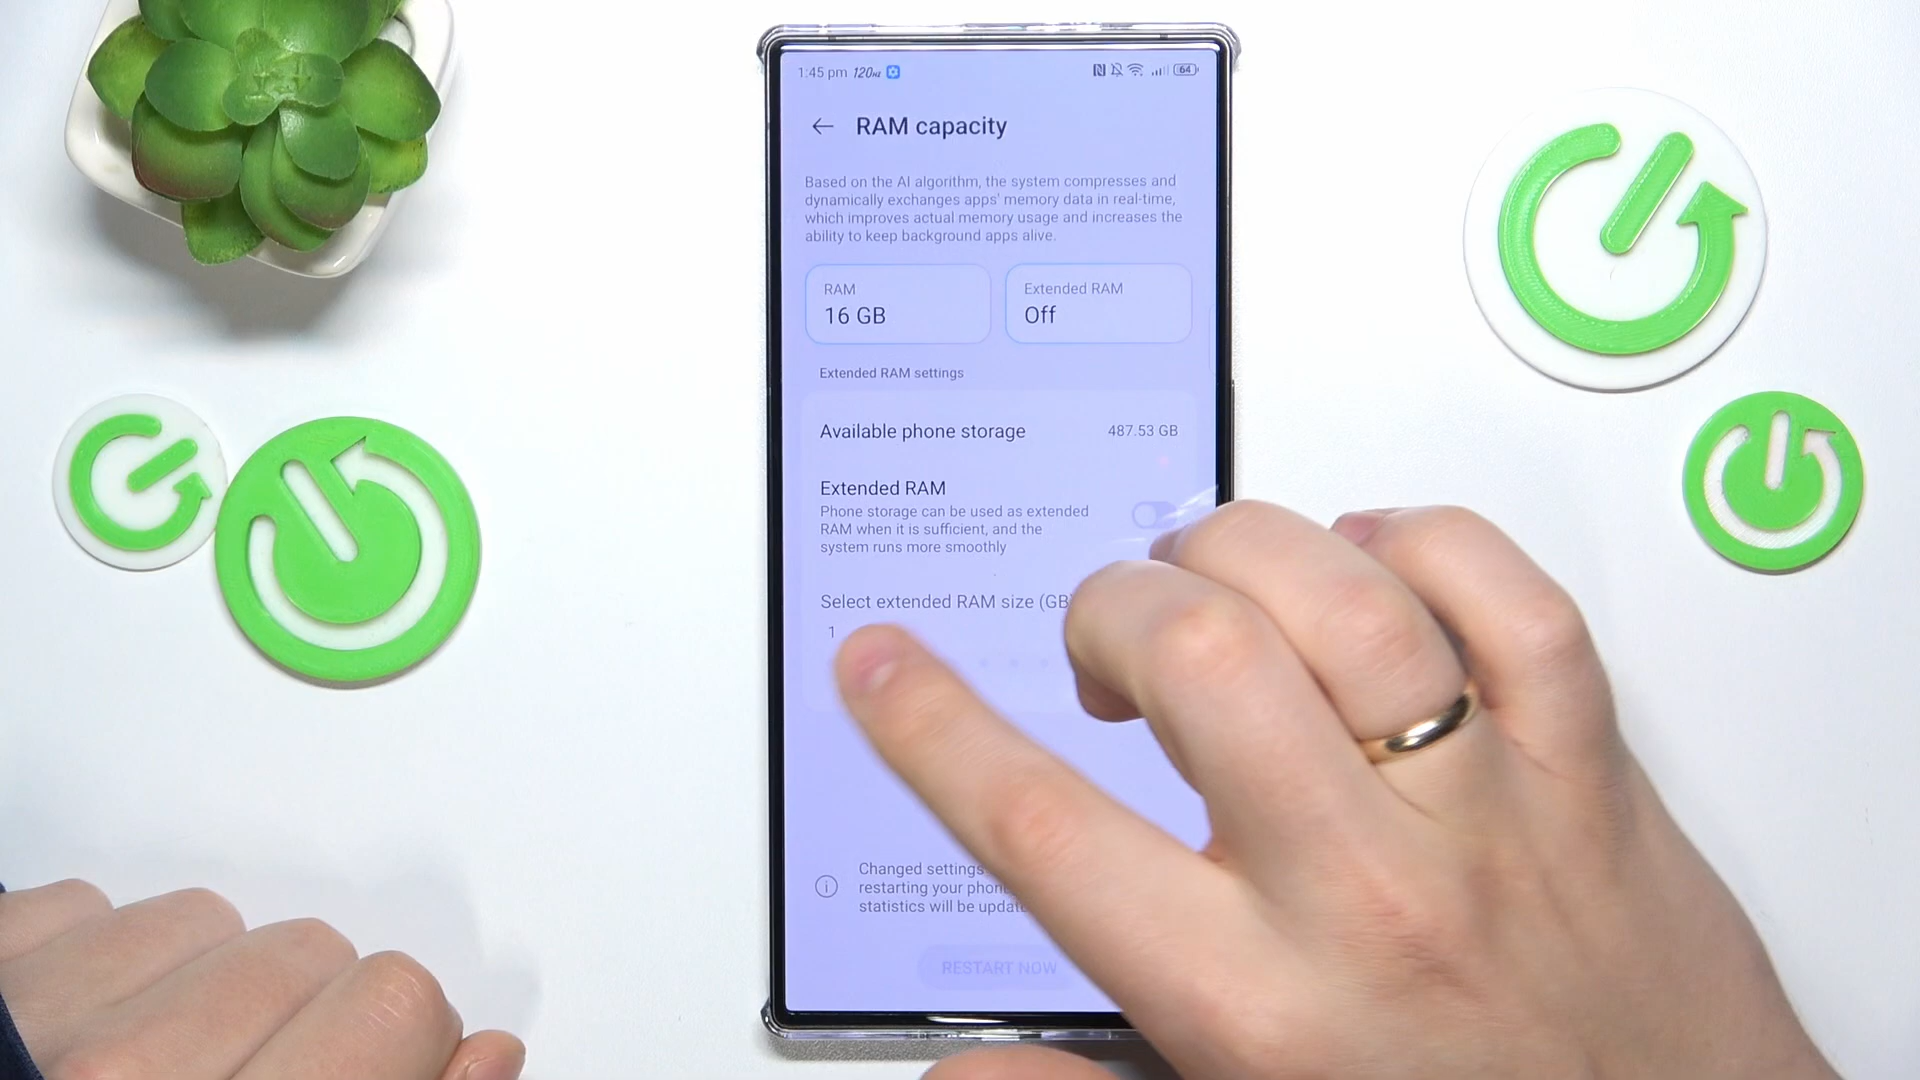 1:45 pm 120Hz 64
RAM capacity
Based on the AI algorithm, the system compresses and
dynamically exchanges apps' memory data in real-time,
which improves actual memory usage and increases the
ability to keep background apps alive.
RAM
16 GB
Extended RAM
Off
Extended RAM settings
Available phone storage 487.53 GB
Extended RAM
Phone storage can be used as extended
RAM when it is sufficient, and the
system runs more smoothly
Select extended RAM size (GB)
1
Changed settings
restarting your
statistics will be
RESTART NOW